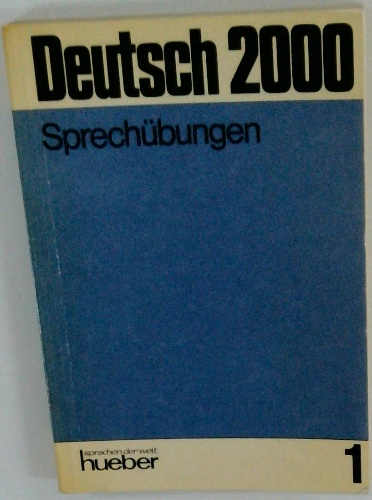 Deutsch 2000
Sprechübungen
sprachen der welt
hueber
1